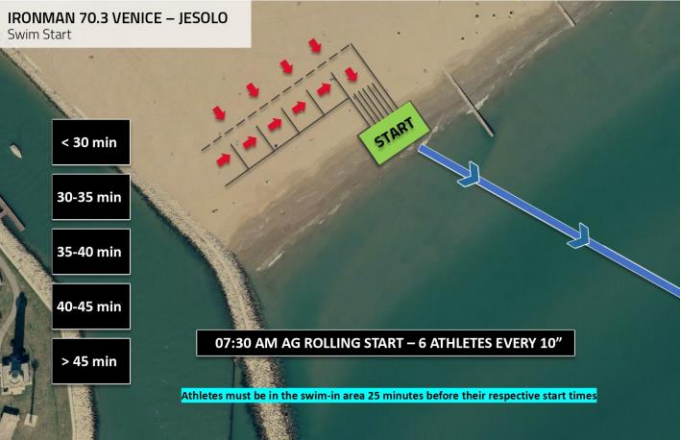 IRONMAN 70.3 VENICE – JESOLO
Swim Start
START
< 30 min
30-35 min
35-40 min
40-45 min
> 45 min
07:30 AM AG ROLLING START – 6 ATHLETES EVERY 10”
Athletes must be in the swim-in area 25 minutes before their respective start times